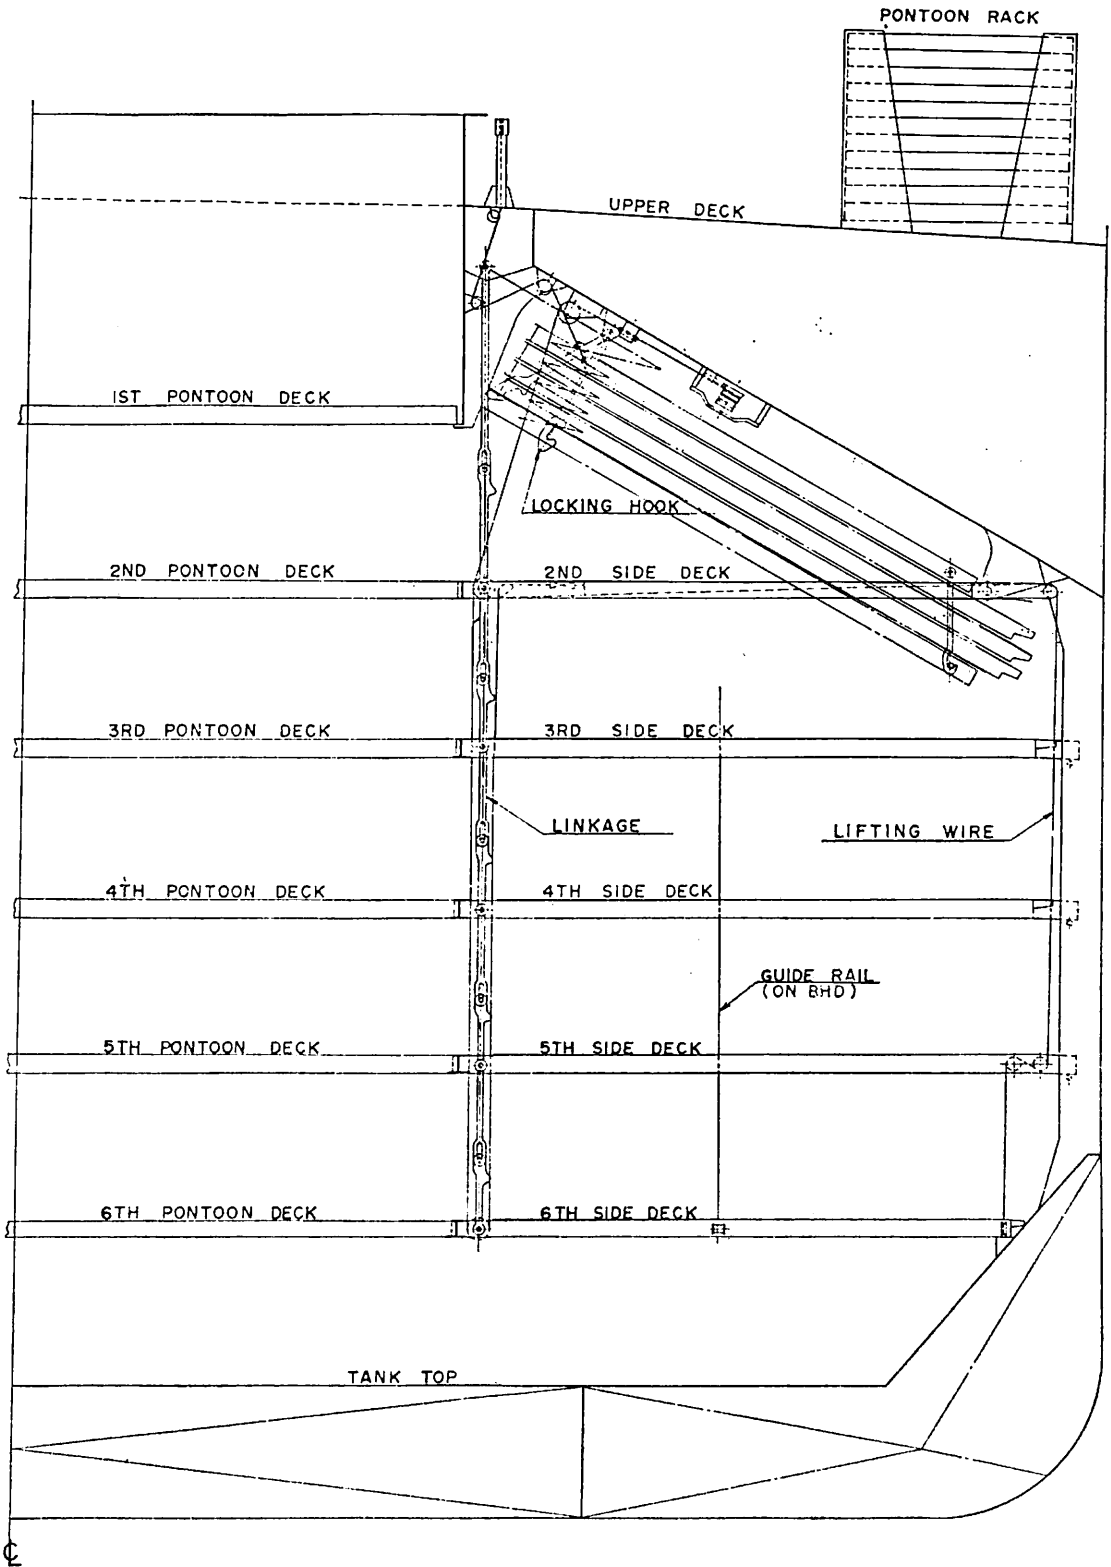 PONTOON RACK
UPPER DECK
1ST PONTOON DECK
LOCKING HOOK
2ND PONTOON DECK
2ND SIDE DECK
3RD PONTOON DECK
3RD SIDE DECK
LINKAGE
LIFTING WIRE
4TH PONTOON DECK
4TH SIDE DECK
GUIDE RAIL
(ON BHD)
5TH PONTOON DECK
5TH SIDE DECK
6TH PONTOON DECK
6TH SIDE DECK
TANK TOP
℄